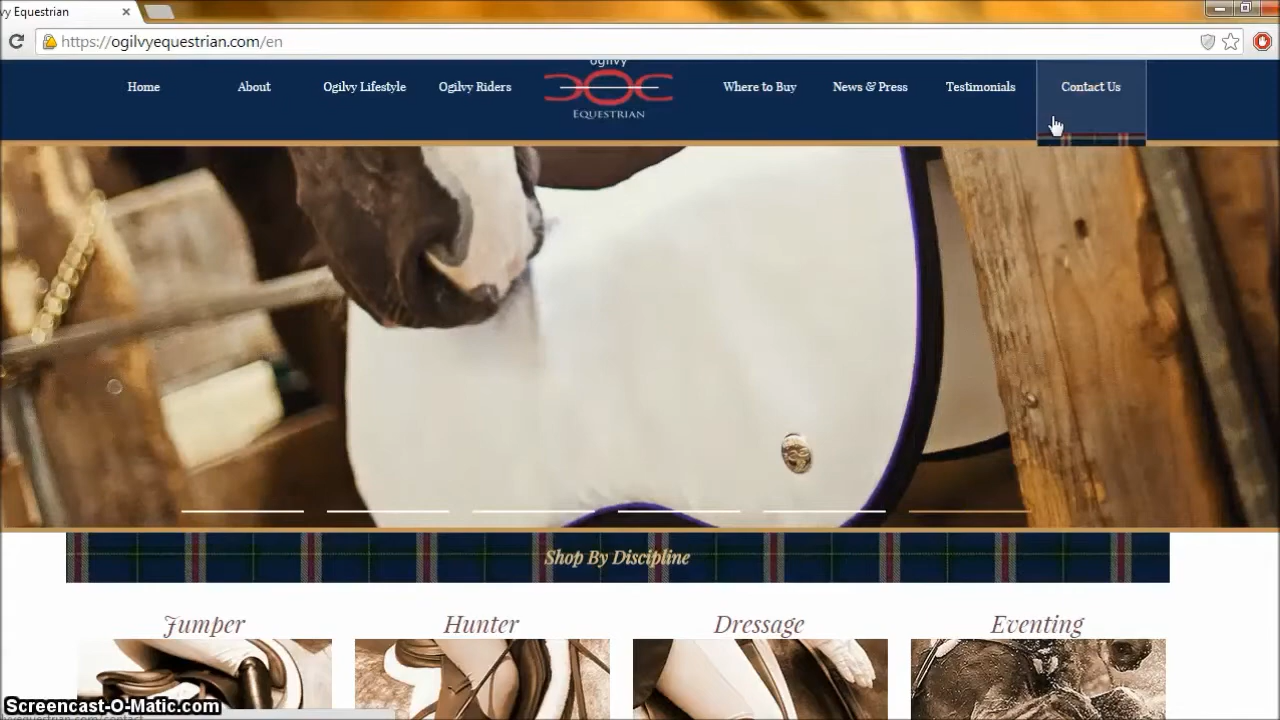 vy Equestrian
https://ogilvyequestrian.com/en
Home About Ogilvy Lifestyle Ogilvy Riders ogilvy EQUESTRIAN Where to Buy News & Press Testimonials Contact Us
Shop By Discipline
Jumper Hunter Dressage Eventing
Screencast-O-Matic.com